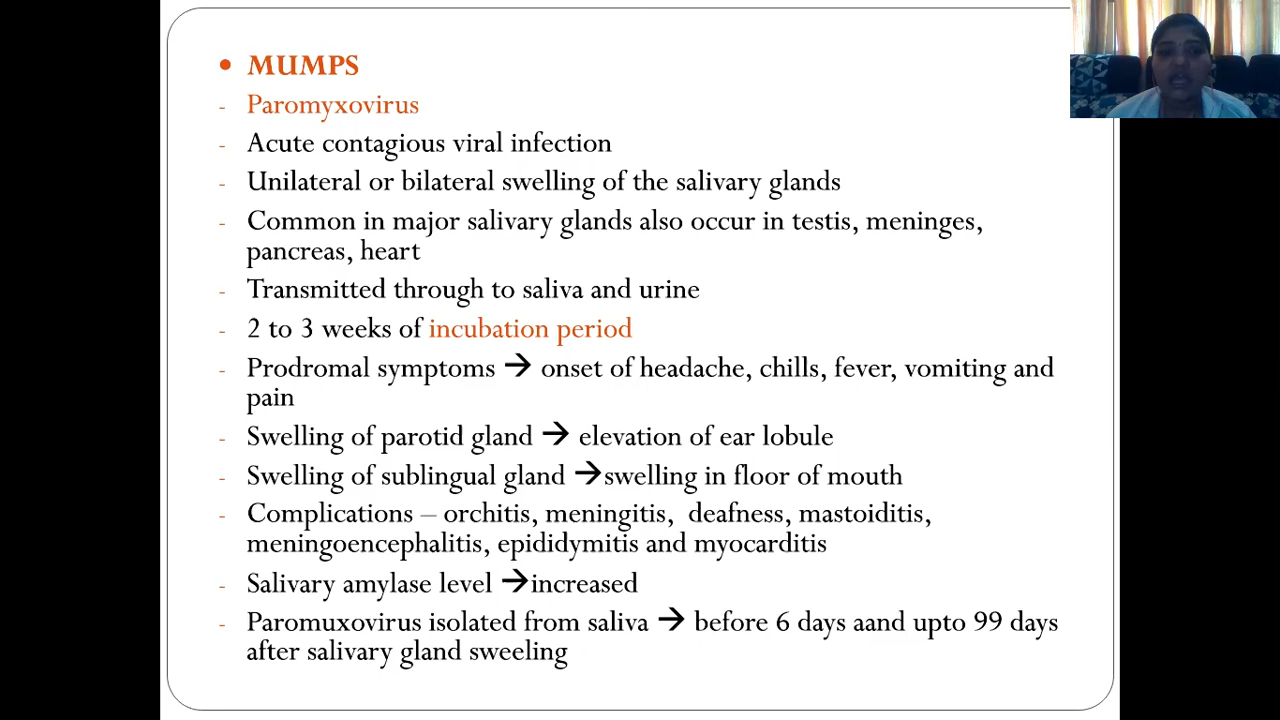 • MUMPS
- Paromyxovirus
- Acute contagious viral infection
- Unilateral or bilateral swelling of the salivary glands
- Common in major salivary glands also occur in testis, meninges,
pancreas, heart
- Transmitted through to saliva and urine
- 2 to 3 weeks of incubation period
- Prodromal symptoms → onset of headache, chills, fever, vomiting and
pain
- Swelling of parotid gland → elevation of ear lobule
- Swelling of sublingual gland →swelling in floor of mouth
- Complications – orchitis, meningitis, deafness, mastoiditis,
meningoencephalitis, epididymitis and myocarditis
- Salivary amylase level →increased
- Paromuxovirus isolated from saliva → before 6 days aand upto 99 days
after salivary gland sweeling